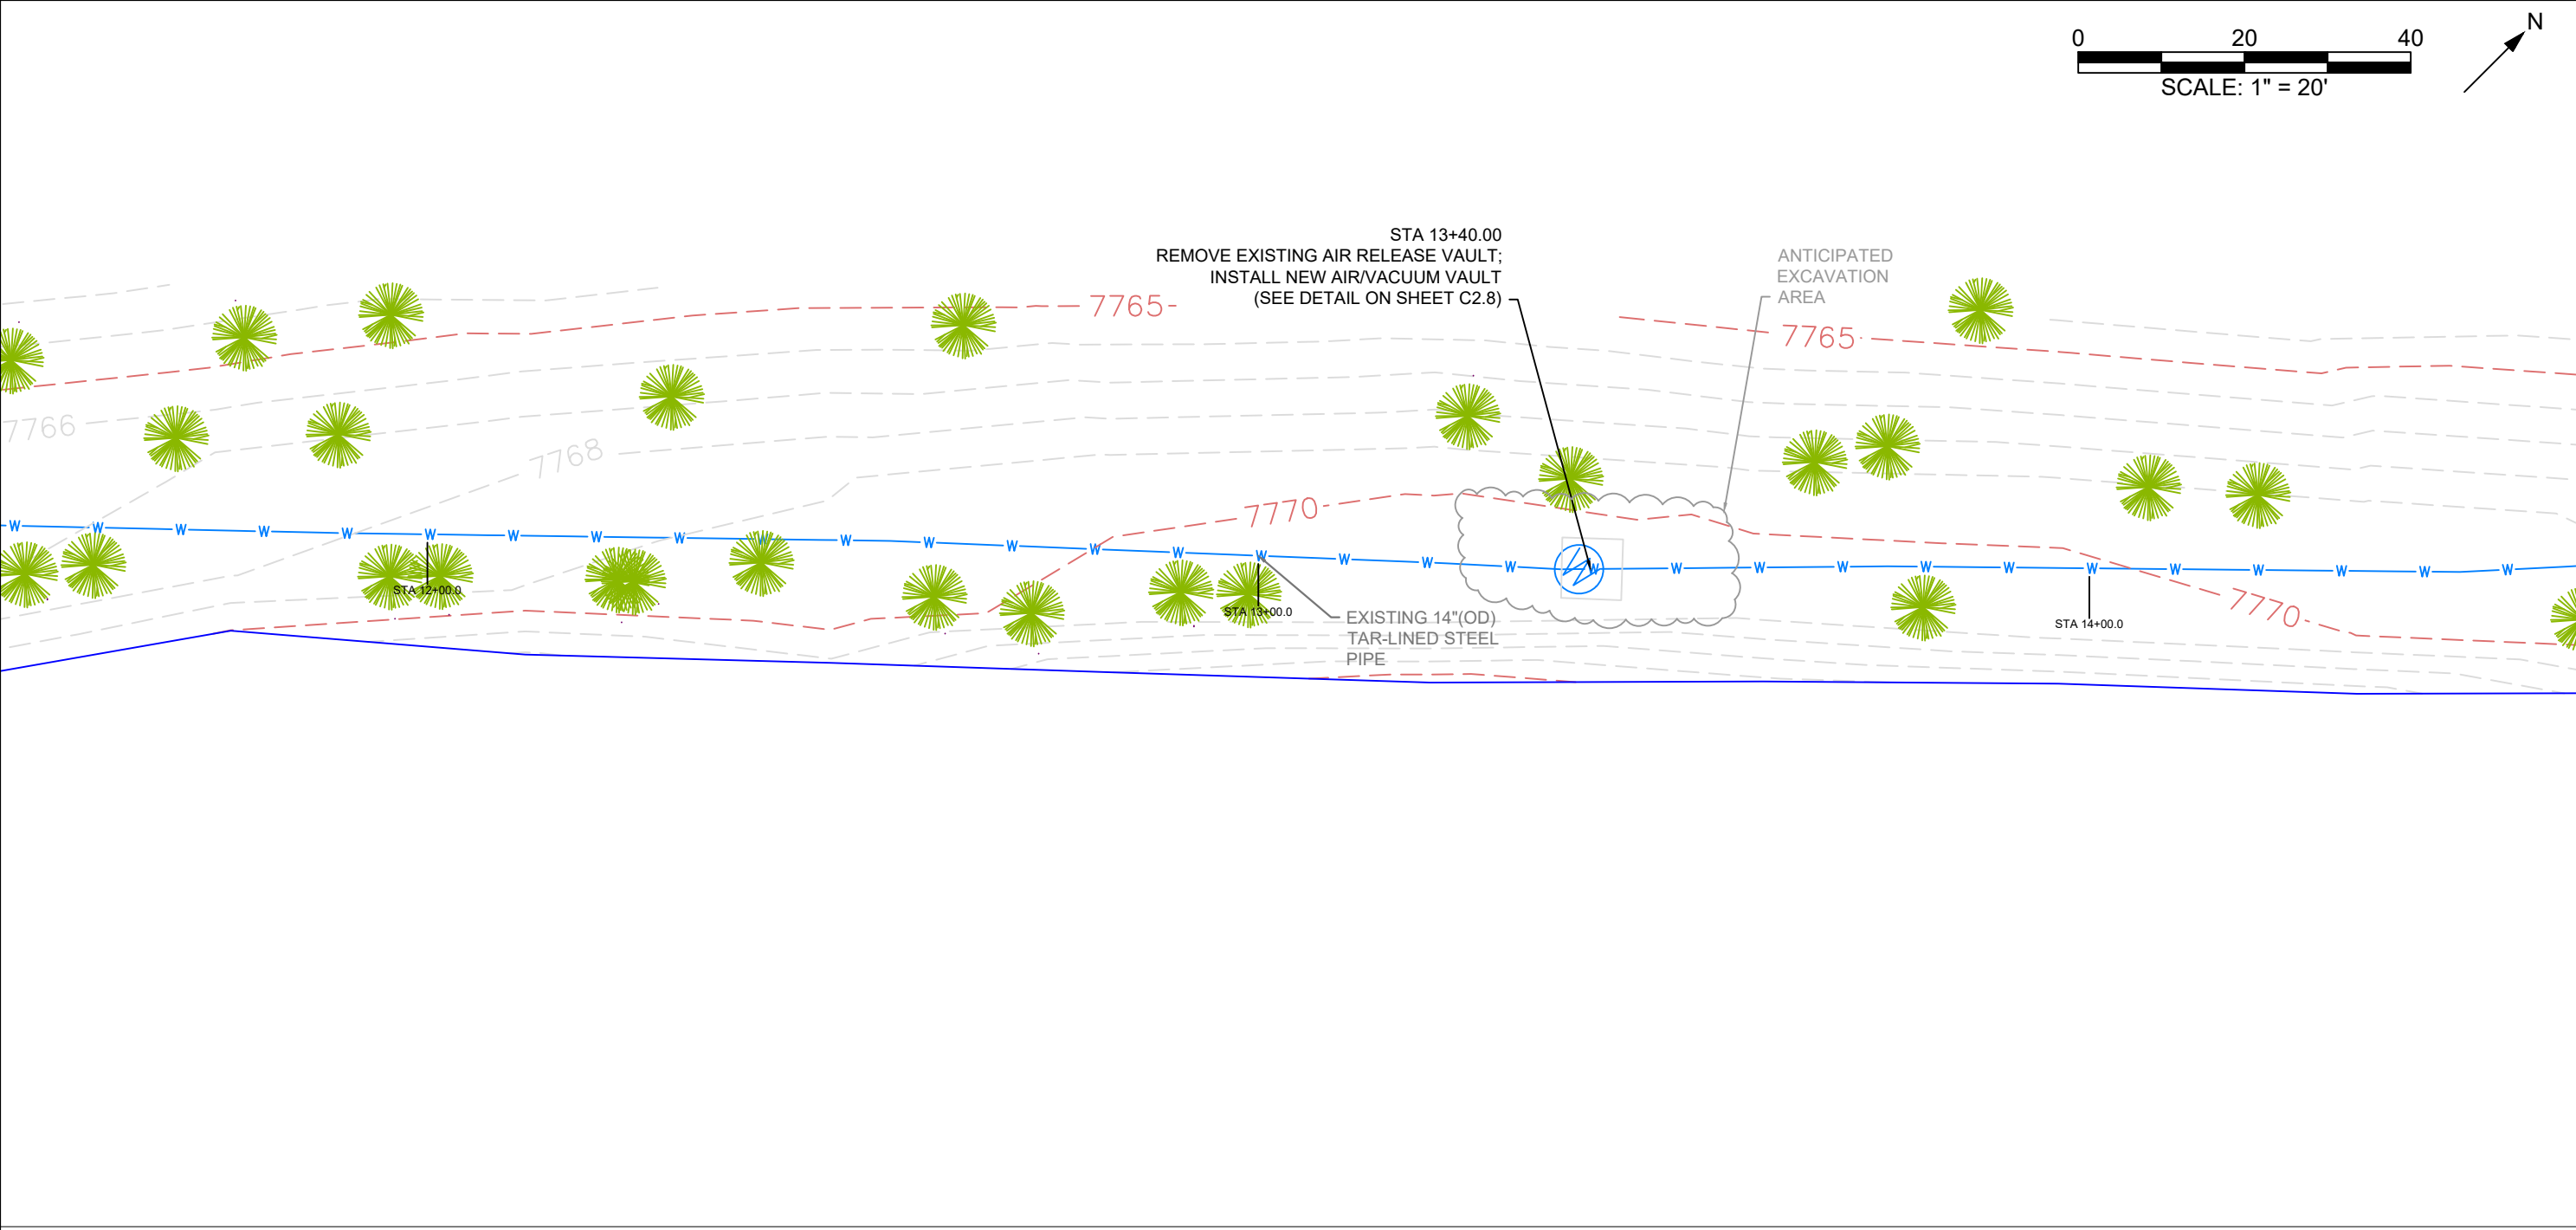 0 20 40
N
SCALE: 1" = 20'
STA 13+40.00
REMOVE EXISTING AIR RELEASE VAULT;
INSTALL NEW AIR/VACUUM VAULT
(SEE DETAIL ON SHEET C2.8)
ANTICIPATED
EXCAVATION
AREA
7765
7765
7766
7768
7770
W W W W W W W W W W W W W W W W W W W W W W W W W W W W W W W
STA 12+00.0
STA 13+00.0
EXISTING 14"(OD)
TAR-LINED STEEL
PIPE
7770
STA 14+00.0